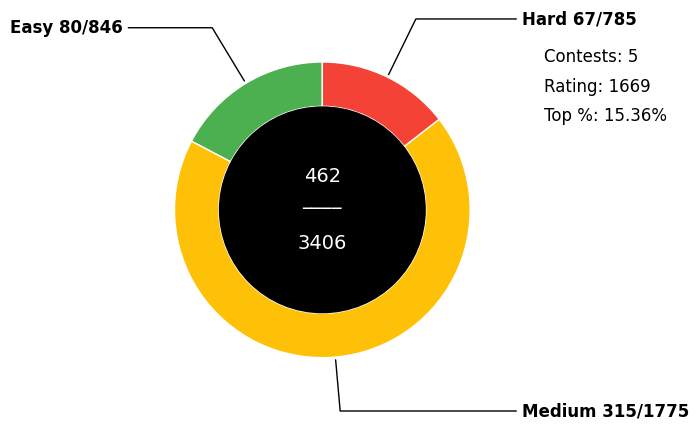 Easy 80/846
Hard 67/785
Contests: 5
Rating: 1669
Top %: 15.36%
462
3406
Medium 315/1775